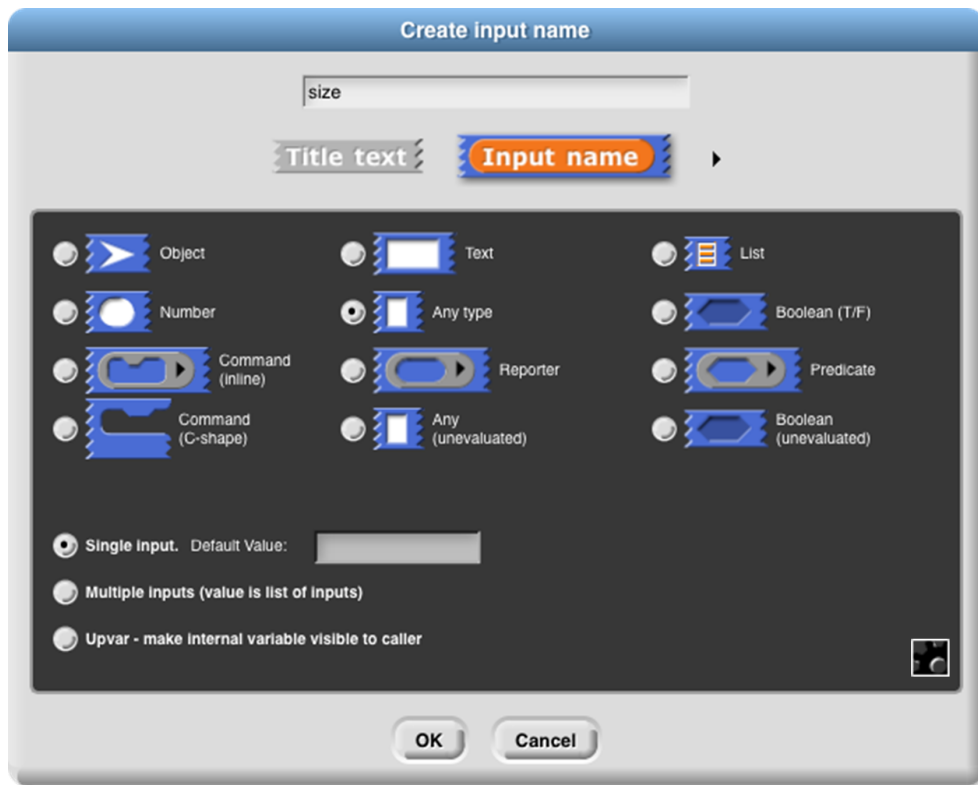 Create input name
size
Title text Input name
Object Text List
Number Any type Boolean (T/F)
Command
(inline)
Reporter
Predicate
Command
(C-shape)
Any
(unevaluated)
Boolean
(unevaluated)
Single input. Default Value:
Multiple inputs (value is list of inputs)
Upvar - make internal variable visible to caller
OK Cancel